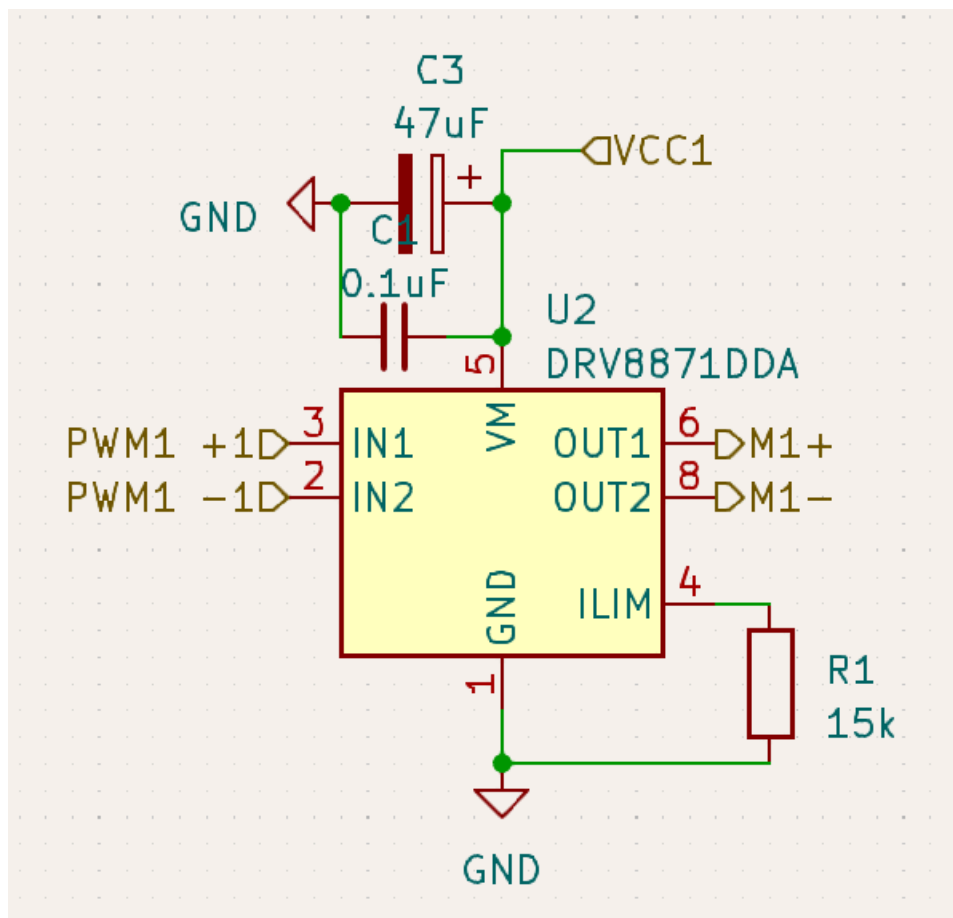 C3
47uF
+
VCC1
GND
C1
0.1uF
U2
DRV8871DDA
5
VM
PWM1 +1
3
IN1
OUT1
6
M1+
PWM1 -1
2
IN2
OUT2
8
M1-
GND
ILIM
4
1
R1
15k
GND